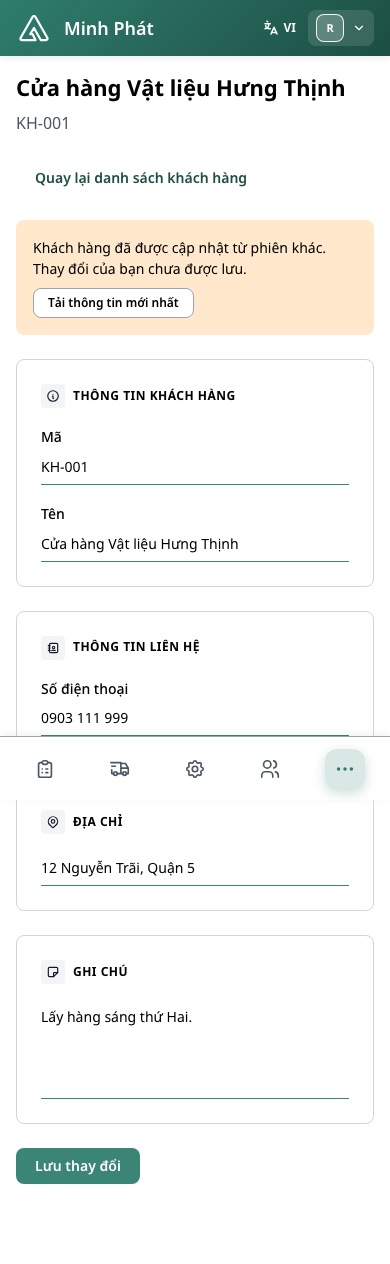 Minh Phát
VI
R
Cửa hàng Vật liệu Hưng Thịnh
KH-001
Quay lại danh sách khách hàng
Khách hàng đã được cập nhật từ phiên khác.
Thay đổi của bạn chưa được lưu.
Tải thông tin mới nhất
THÔNG TIN KHÁCH HÀNG
Mã
KH-001
Tên
Cửa hàng Vật liệu Hưng Thịnh
THÔNG TIN LIÊN HỆ
Số điện thoại
0903 111 999
ĐỊA CHỈ
12 Nguyễn Trãi, Quận 5
GHI CHÚ
Lấy hàng sáng thứ Hai.
Lưu thay đổi